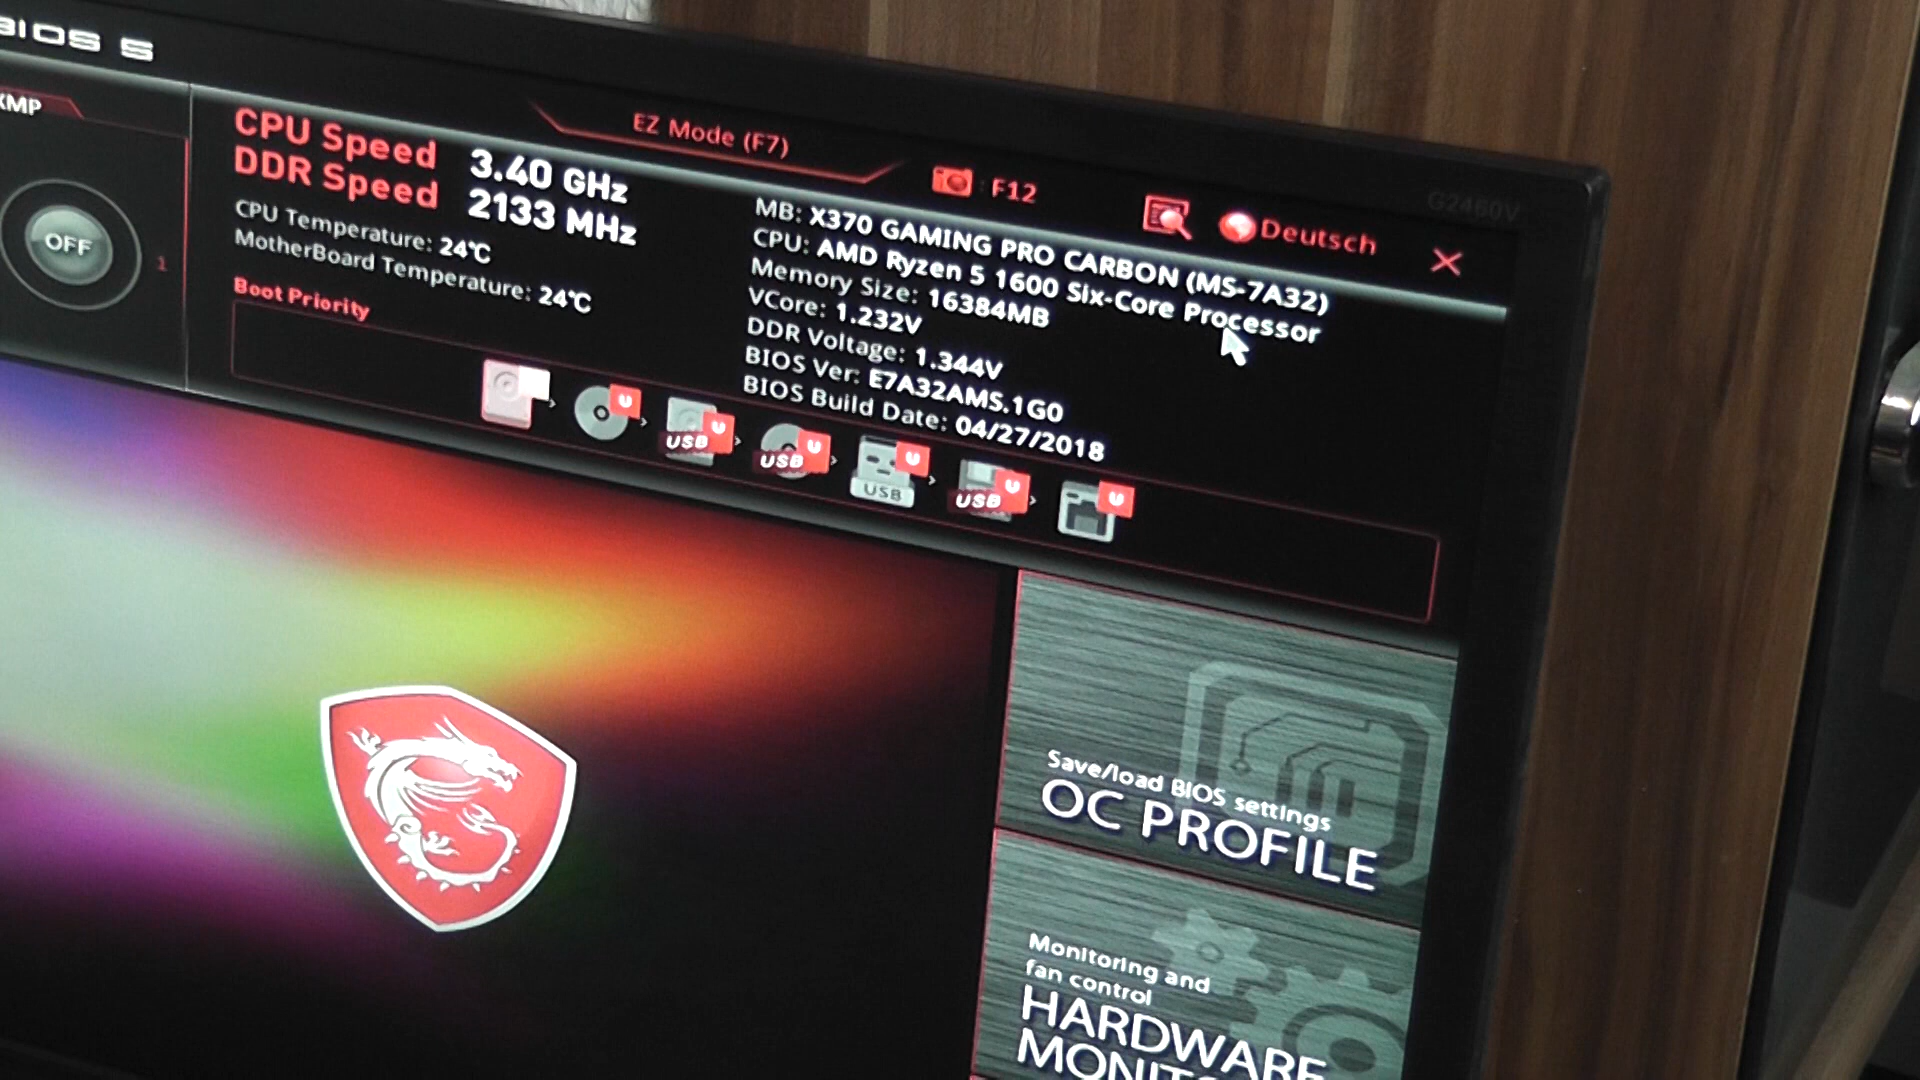 BIOS 5
XMP
OFF
1
EZ Mode (F7)
: F12
Deutsch
G2460V
CPU Speed 3.40 GHz
DDR Speed 2133 MHz
CPU Temperature: 24°C
MotherBoard Temperature: 24°C
MB: X370 GAMING PRO CARBON (MS-7A32)
CPU: AMD Ryzen 5 1600 Six-Core Processor
Memory Size: 16384MB
VCore: 1.232V
DDR Voltage: 1.344V
BIOS Ver: E7A32AMS.1G0
BIOS Build Date: 04/27/2018
Boot Priority
U
USB U
USB U
USB U
USB U
U
Save/load BIOS settings
OC PROFILE
Monitoring and
fan control
HARDWARE